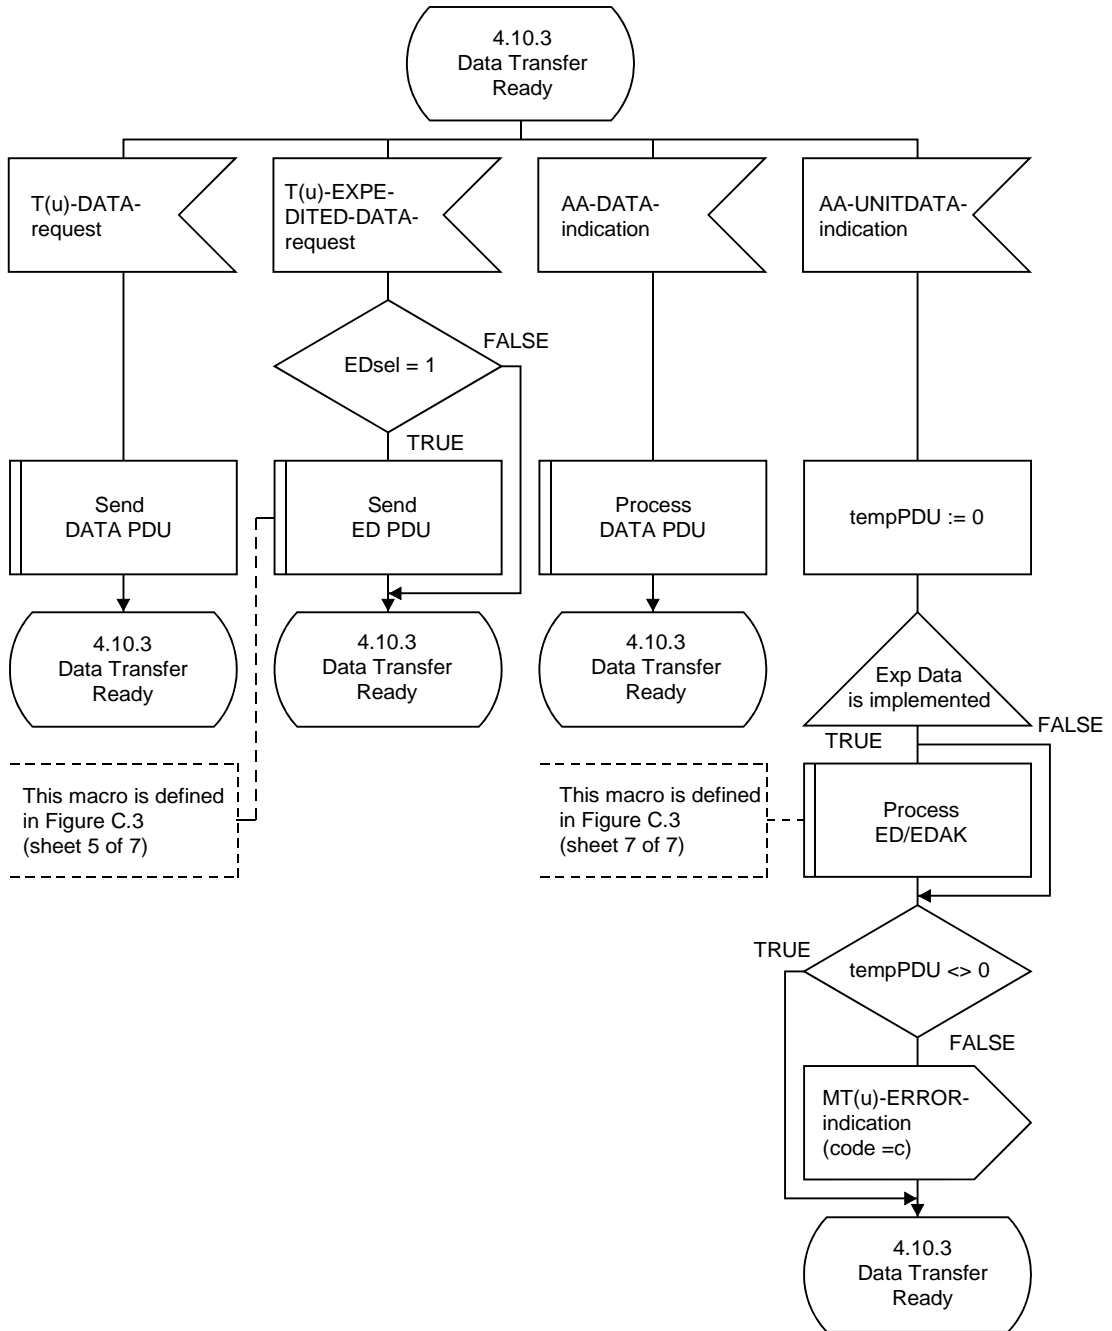 4.10.3
Data Transfer
Ready
T(u)-DATA-
request
T(u)-EXPE-
DITED-DATA-
request
AA-DATA-
indication
AA-UNITDATA-
indication
EDsel = 1
FALSE
TRUE
Send
DATA PDU
Send
ED PDU
Process
DATA PDU
tempPDU := 0
4.10.3
Data Transfer
Ready
4.10.3
Data Transfer
Ready
4.10.3
Data Transfer
Ready
Exp Data
is implemented
TRUE
FALSE
This macro is defined
in Figure C.3
(sheet 5 of 7)
This macro is defined
in Figure C.3
(sheet 7 of 7)
Process
ED/EDAK
TRUE
tempPDU <> 0
FALSE
MT(u)-ERROR-
indication
(code =c)
4.10.3
Data Transfer
Ready